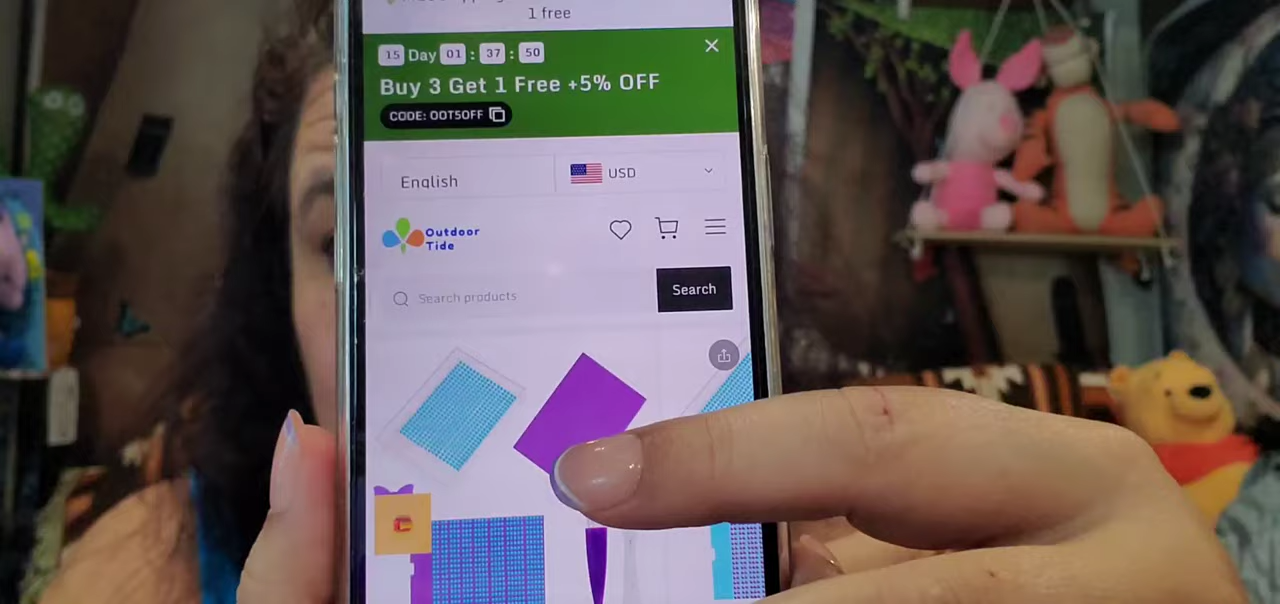 1 free
15 Day 01 : 37 : 50
Buy 3 Get 1 Free +5% OFF
CODE: OOT5OFF
English
USD
Outdoor
Tide
Search products
Search